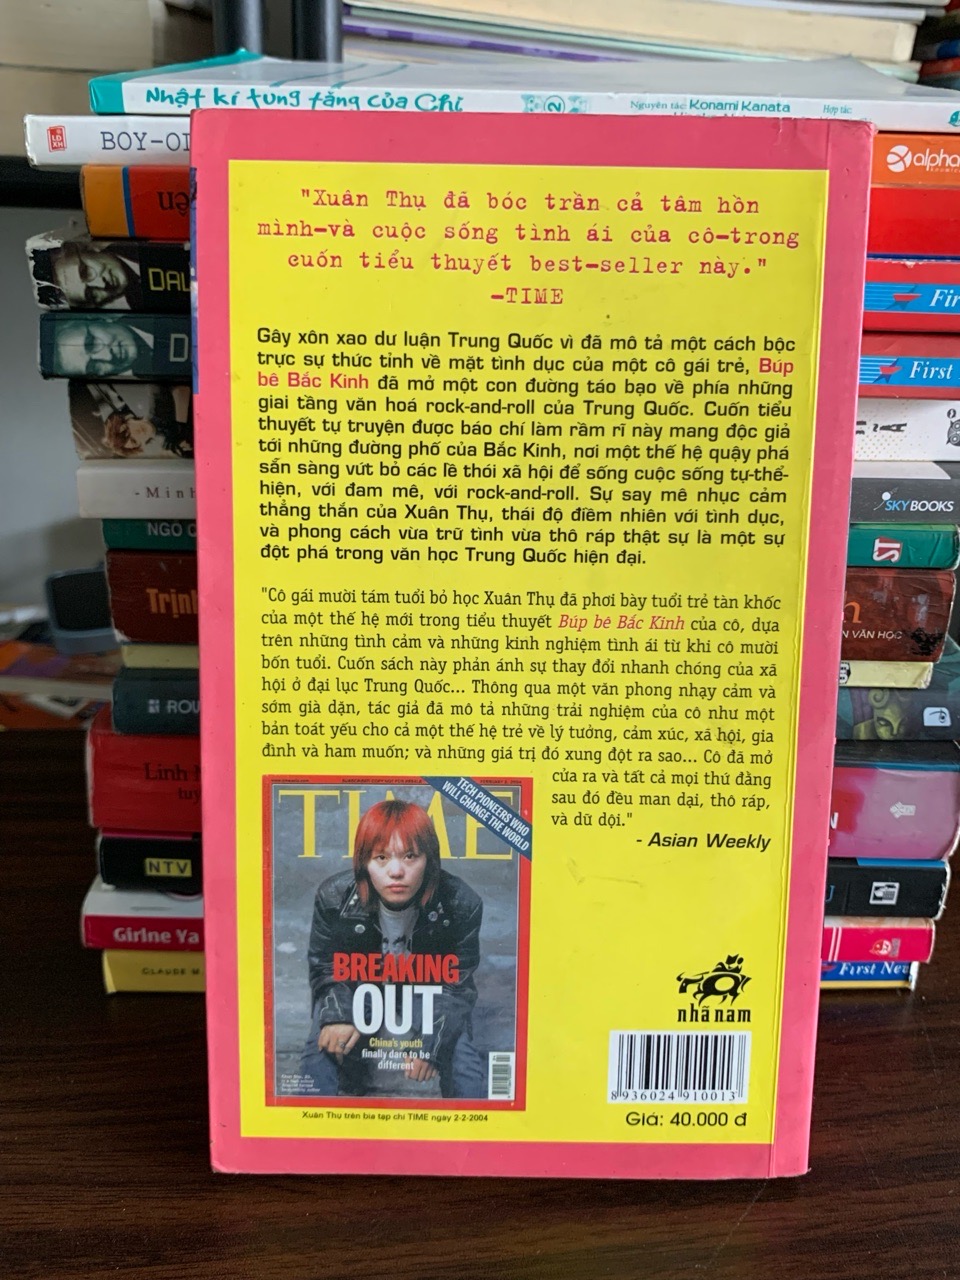 Nhật kí tung tăng của Chi
2
Nguyên tác: Konami Kanata
Hợp tác:
BOY-OL
alpha
"Xuân Thụ đã bóc trần cả tâm hồn
mình—và cuộc sống tình ái của cô—trong
cuốn tiểu thuyết best-seller này."
—TIME
Gây xôn xao dư luận Trung Quốc vì đã mô tả một cách bộc
trực sự thức tỉnh về mặt tình dục của một cô gái trẻ, Búp
bê Bắc Kinh đã mở một con đường táo bạo về phía những
giai tầng văn hoá rock-and-roll của Trung Quốc. Cuốn tiểu
thuyết tự truyện được báo chí làm rầm rĩ này mang độc giả
tới những đường phố của Bắc Kinh, nơi một thế hệ quậy phá
sẵn sàng vứt bỏ các lề thói xã hội để sống cuộc sống tự-thể-
hiện, với đam mê, với rock-and-roll. Sự say mê nhục cảm
thẳng thắn của Xuân Thụ, thái độ điềm nhiên với tình dục,
và phong cách vừa trữ tình vừa thô ráp thật sự là một sự
đột phá trong văn học Trung Quốc hiện đại.
"Cô gái mười tám tuổi bỏ học Xuân Thụ đã phơi bày tuổi trẻ tàn khốc
của một thế hệ mới trong tiểu thuyết Búp bê Bắc Kinh của cô, dựa
trên những tình cảm và những kinh nghiệm tình ái từ khi cô mười
bốn tuổi. Cuốn sách này phản ánh sự thay đổi nhanh chóng của xã
hội ở đại lục Trung Quốc... Thông qua một văn phong nhạy cảm và
sớm già dặn, tác giả đã mô tả những trải nghiệm của cô như một
bản toát yếu cho cả một thế hệ trẻ về lý tưởng, cảm xúc, xã hội, gia
đình và ham muốn; và những giá trị đó xung đột ra sao... Cô đã mở
cửa ra và tất cả mọi thứ đằng
sau đó đều man dại, thô ráp,
và dữ dội."
- Asian Weekly
TIME
TECH PIONEERS WHO
WILL CHANGE THE WORLD
BREAKING
OUT
China's youth
finally dare to be
different
Xuân Thụ trên bìa tạp chí TIME ngày 2-2-2004
nhã nam
8 936024 910013
Giá: 40.000 đ
DAL
D
- Minh
NGÔ
Trịnh
ROU
Linh
NTV
Girlne Ya
CLAUDE M
Fir
First
SKYBOOKS
ST
N VĂN HỌC
First New